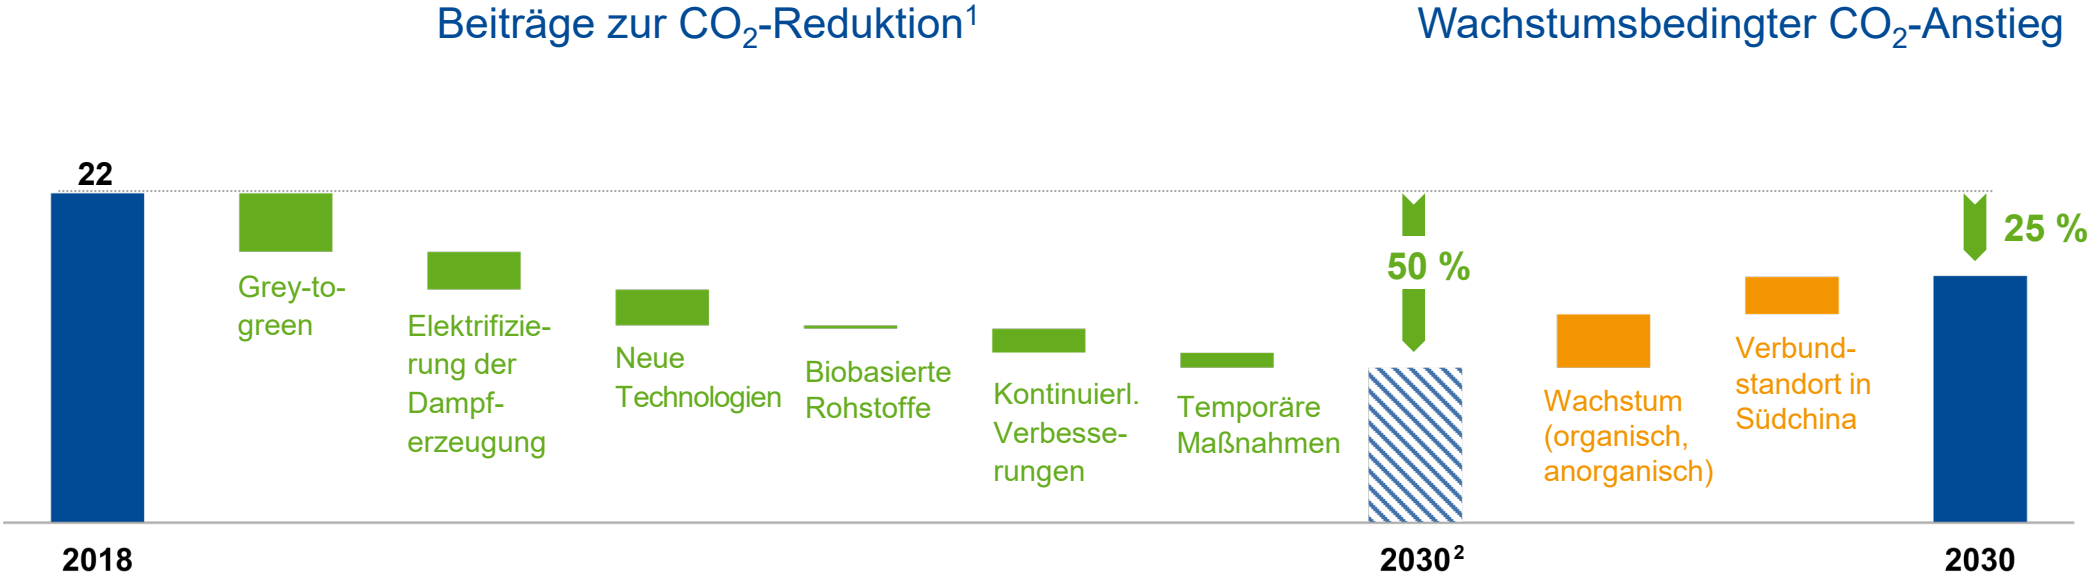 Beiträge zur CO₂-Reduktion¹
Wachstumsbedingter CO₂-Anstieg
22
25 %
50 %
Grey-to-
green
Elektrifizie-
rung der
Dampf-
erzeugung
Neue
Technologien
Biobasierte
Rohstoffe
Kontinuierl.
Verbesse-
rungen
Temporäre
Maßnahmen
Wachstum
(organisch,
anorganisch)
Verbund-
standort in
Südchina
2018
2030²
2030